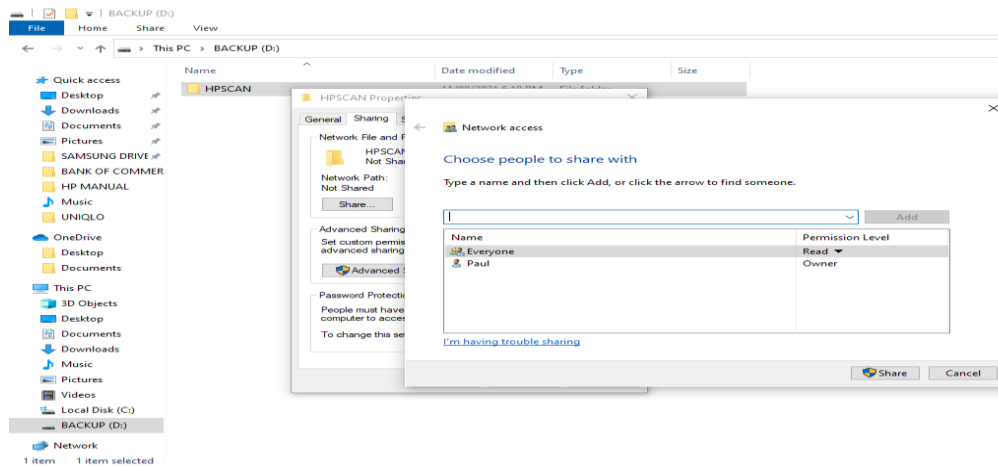 BACKUP (D:)
File Home Share View
This PC > BACKUP (D:)
Name Date modified Type Size
Quick access
Desktop
Downloads
Documents
Pictures
SAMSUNG DRIVE
BANK OF COMMER
HP MANUAL
Music
UNIQLO
OneDrive
Desktop
Documents
This PC
3D Objects
Desktop
Documents
Downloads
Music
Pictures
Videos
Local Disk (C:)
BACKUP (D:)
Network
1 item 1 item selected
HPSCAN
File folder
HPSCAN Properties
General Sharing S
Network File and F
HPSCAN
Not Shar
Network Path:
Not Shared
Share...
Advanced Sharing
Set custom permis
advanced sharing
Advanced S
Password Protectio
People must have
computer to acces
To change this se
Network access
Choose people to share with
Type a name and then click Add, or click the arrow to find someone.
Add
Name Permission Level
Everyone Read
Paul Owner
I'm having trouble sharing
Share Cancel